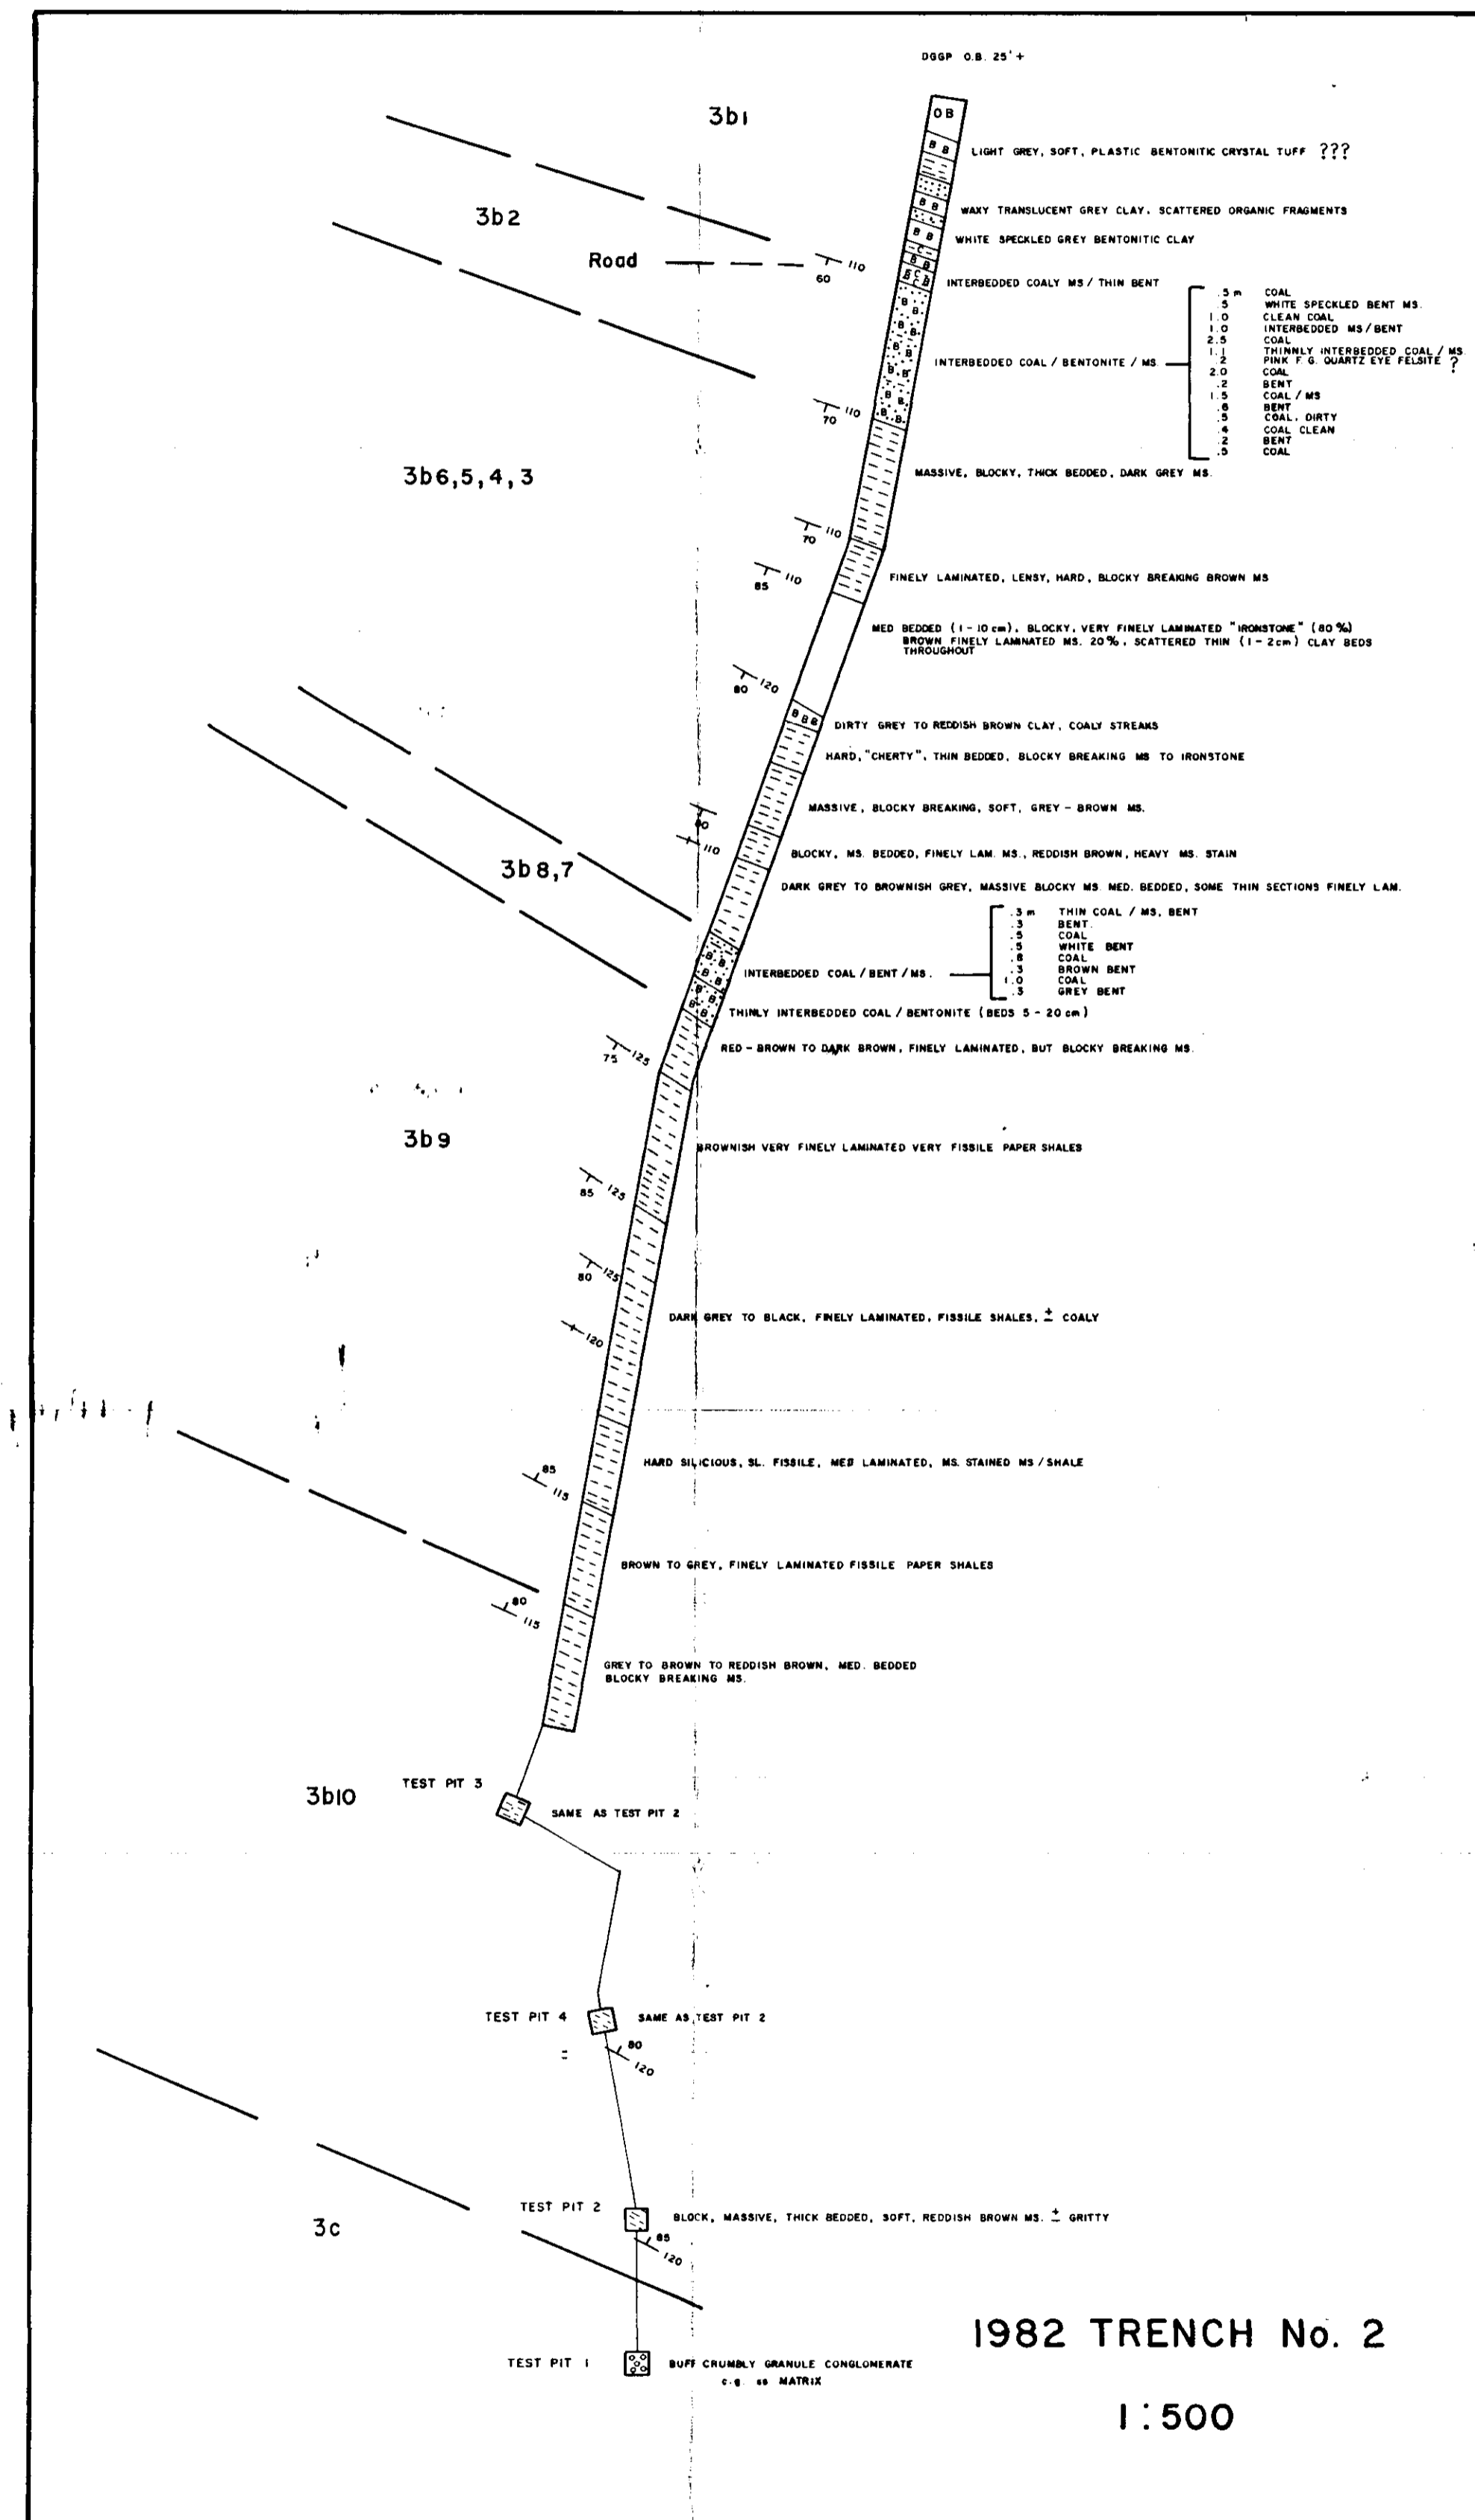 DGGP O.B. 25'+
3b1
OB
B B
LIGHT GREY, SOFT, PLASTIC BENTONITIC CRYSTAL TUFF ???
B B
WAXY TRANSLUCENT GREY CLAY, SCATTERED ORGANIC FRAGMENTS
3b2
B B
WHITE SPECKLED GREY BENTONITIC CLAY
Road
110
60
INTERBEDDED COALY MS / THIN BENT
INTERBEDDED COAL / BENTONITE / MS.
.5 m COAL
.5 WHITE SPECKLED BENT MS.
1.0 CLEAN COAL
1.0 INTERBEDDED MS/BENT
2.5 COAL
1.1 THINNLY INTERBEDDED COAL / MS.
.2 PINK F G. QUARTZ EYE FELSITE ?
2.0 COAL ?
.2 BENT
1.5 COAL / MS
.6 BENT
.5 COAL, DIRTY
.4 COAL CLEAN
.2 BENT
.5 COAL
110
70
3b6,5,4,3
MASSIVE, BLOCKY, THICK BEDDED, DARK GREY MS.
110
70
110
85
FINELY LAMINATED, LENSY, HARD, BLOCKY BREAKING BROWN MS
MED BEDDED (1-10 cm), BLOCKY, VERY FINELY LAMINATED "IRONSTONE" (80%)
BROWN FINELY LAMINATED MS. 20%, SCATTERED THIN (1-2cm) CLAY BEDS
THROUGHOUT
120
80
BBB
DIRTY GREY TO REDDISH BROWN CLAY, COALY STREAKS
HARD, "CHERTY", THIN BEDDED, BLOCKY BREAKING MS TO IRONSTONE
MASSIVE, BLOCKY BREAKING, SOFT, GREY - BROWN MS.
80
110
BLOCKY, MS. BEDDED, FINELY LAM. MS., REDDISH BROWN, HEAVY MS. STAIN
3b8,7
DARK GREY TO BROWNISH GREY, MASSIVE BLOCKY MS. MED. BEDDED, SOME THIN SECTIONS FINELY LAM.
INTERBEDDED COAL / BENT / MS.
.3 m THIN COAL / MS, BENT
.3 BENT.
.5 COAL
.5 WHITE BENT
.8 COAL
.3 BROWN BENT
1.0 COAL
.3 GREY BENT
THINLY INTERBEDDED COAL / BENTONITE (BEDS 5-20 cm)
125
75
RED - BROWN TO DARK BROWN, FINELY LAMINATED, BUT BLOCKY BREAKING MS.
3b9
BROWNISH VERY FINELY LAMINATED VERY FISSILE PAPER SHALES
125
85
125
80
DARK GREY TO BLACK, FINELY LAMINATED, FISSILE SHALES, ± COALY
120
HARD SILICIOUS, SL. FISSILE, MED LAMINATED, MS. STAINED MS / SHALE
85
115
BROWN TO GREY, FINELY LAMINATED FISSILE PAPER SHALES
80
115
GREY TO BROWN TO REDDISH BROWN, MED. BEDDED
BLOCKY BREAKING MS.
3b10
TEST PIT 3
SAME AS TEST PIT 2
TEST PIT 4
SAME AS TEST PIT 2
80
120
TEST PIT 2
BLOCK, MASSIVE, THICK BEDDED, SOFT, REDDISH BROWN MS. ± GRITTY
3c
85
120
TEST PIT 1
BUFF CRUMBLY GRANULE CONGLOMERATE
c.g. ss MATRIX
1982 TRENCH No. 2
1:500